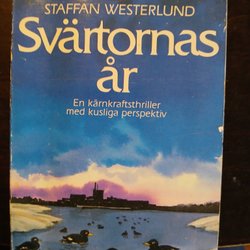 STAFFAN WESTERLUND
Svärtornas
år
En kärnkraftsthriller
med kusliga perspektiv